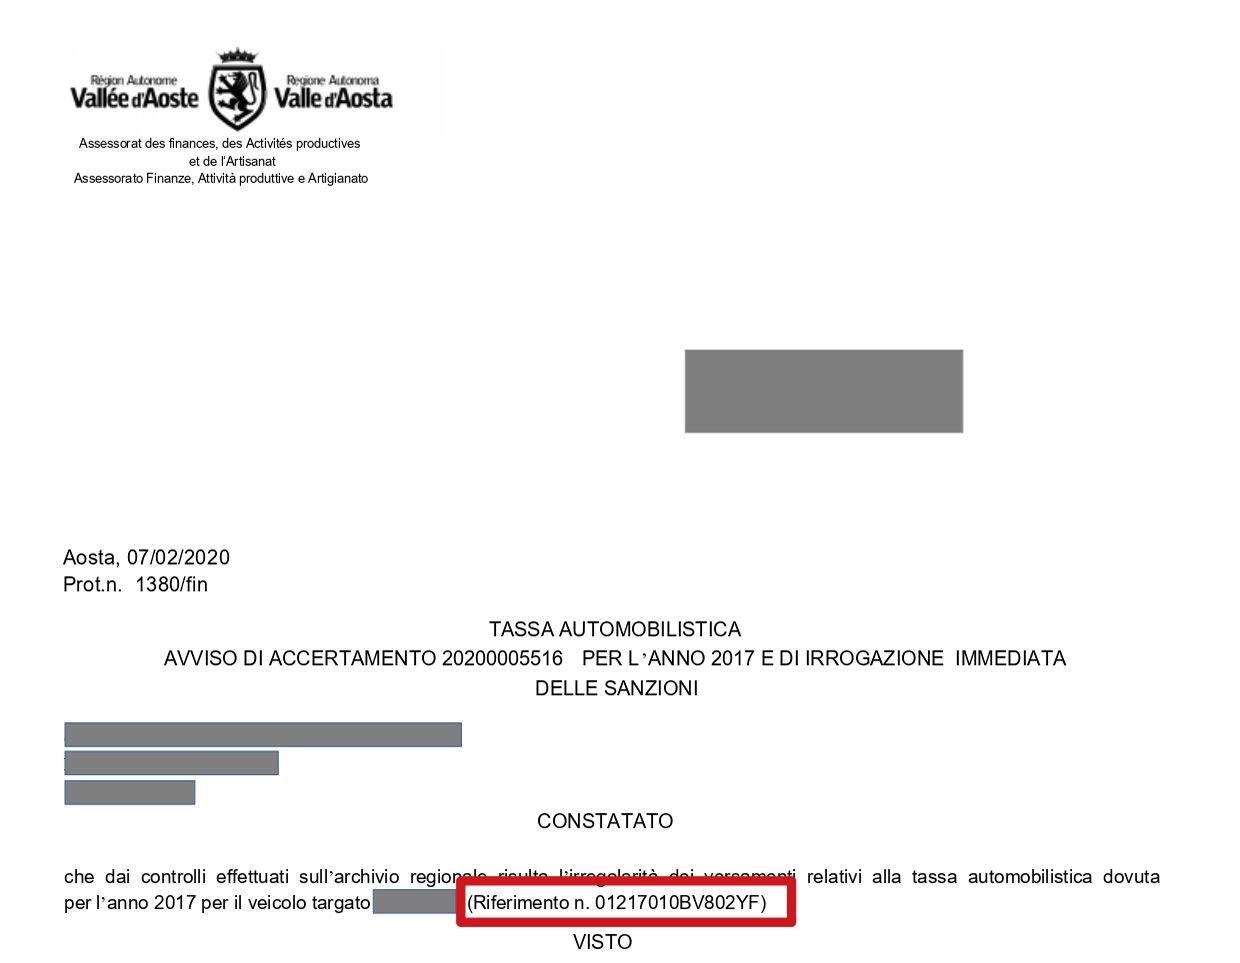 Région Autonome
Vallée d'Aoste
Regione Autonoma
Valle d'Aosta
Assessorat des finances, des Activités productives
et de l'Artisanat
Assessorato Finanze, Attività produttive e Artigianato
Aosta, 07/02/2020
Prot.n. 1380/fin
TASSA AUTOMOBILISTICA
AVVISO DI ACCERTAMENTO 20200005516 PER L'ANNO 2017 E DI IRROGAZIONE IMMEDIATA
DELLE SANZIONI
CONSTATATO
che dai controlli effettuati sull'archivio regionale risulta l'irregolarità dei versamenti relativi alla tassa automobilistica dovuta
per l'anno 2017 per il veicolo targato (Riferimento n. 01217010BV802YF)
VISTO